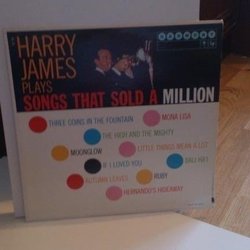 HARRY
JAMES
PLAYS
SONGS THAT SOLD A MILLION
THREE COINS IN THE FOUNTAIN
MONA LISA
THE HIGH AND THE MIGHTY
MOONGLOW
LITTLE THINGS MEAN A LOT
IF I LOVED YOU
BALI HA'I
AUTUMN LEAVES
RUBY
HERNANDO'S HIDEAWAY